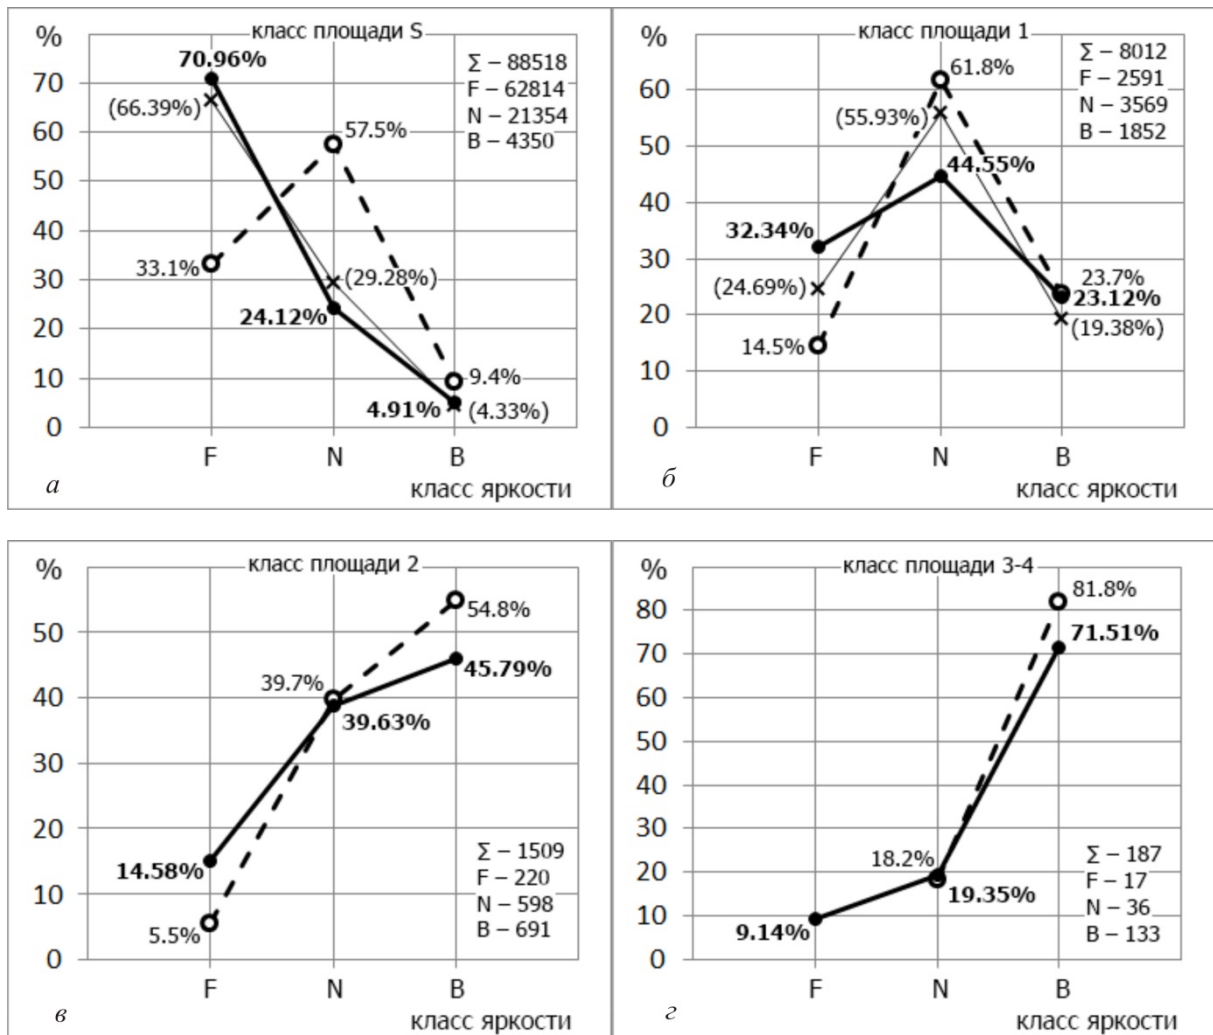 класс площади S
%
70
60
50
40
30
20
10
0
70.96%
(66.39%)
33.1%
57.5%
(29.28%)
24.12%
9.4%
4.91%
(4.33%)
Σ – 88518
F – 62814
N – 21354
B – 4350
F N B
а
класс яркости
класс площади 1
%
60
50
40
30
20
10
0
61.8%
(55.93%)
44.55%
32.34%
(24.69%)
14.5%
23.7%
23.12%
(19.38%)
Σ – 8012
F – 2591
N – 3569
B – 1852
F N B
б
класс яркости
класс площади 2
%
50
40
30
20
10
0
54.8%
45.79%
39.7%
39.63%
14.58%
5.5%
Σ – 1509
F – 220
N – 598
B – 691
F N B
в
класс яркости
класс площади 3-4
%
80
70
60
50
40
30
20
10
0
81.8%
71.51%
18.2%
19.35%
9.14%
Σ – 187
F – 17
N – 36
B – 133
F N B
г
класс яркости